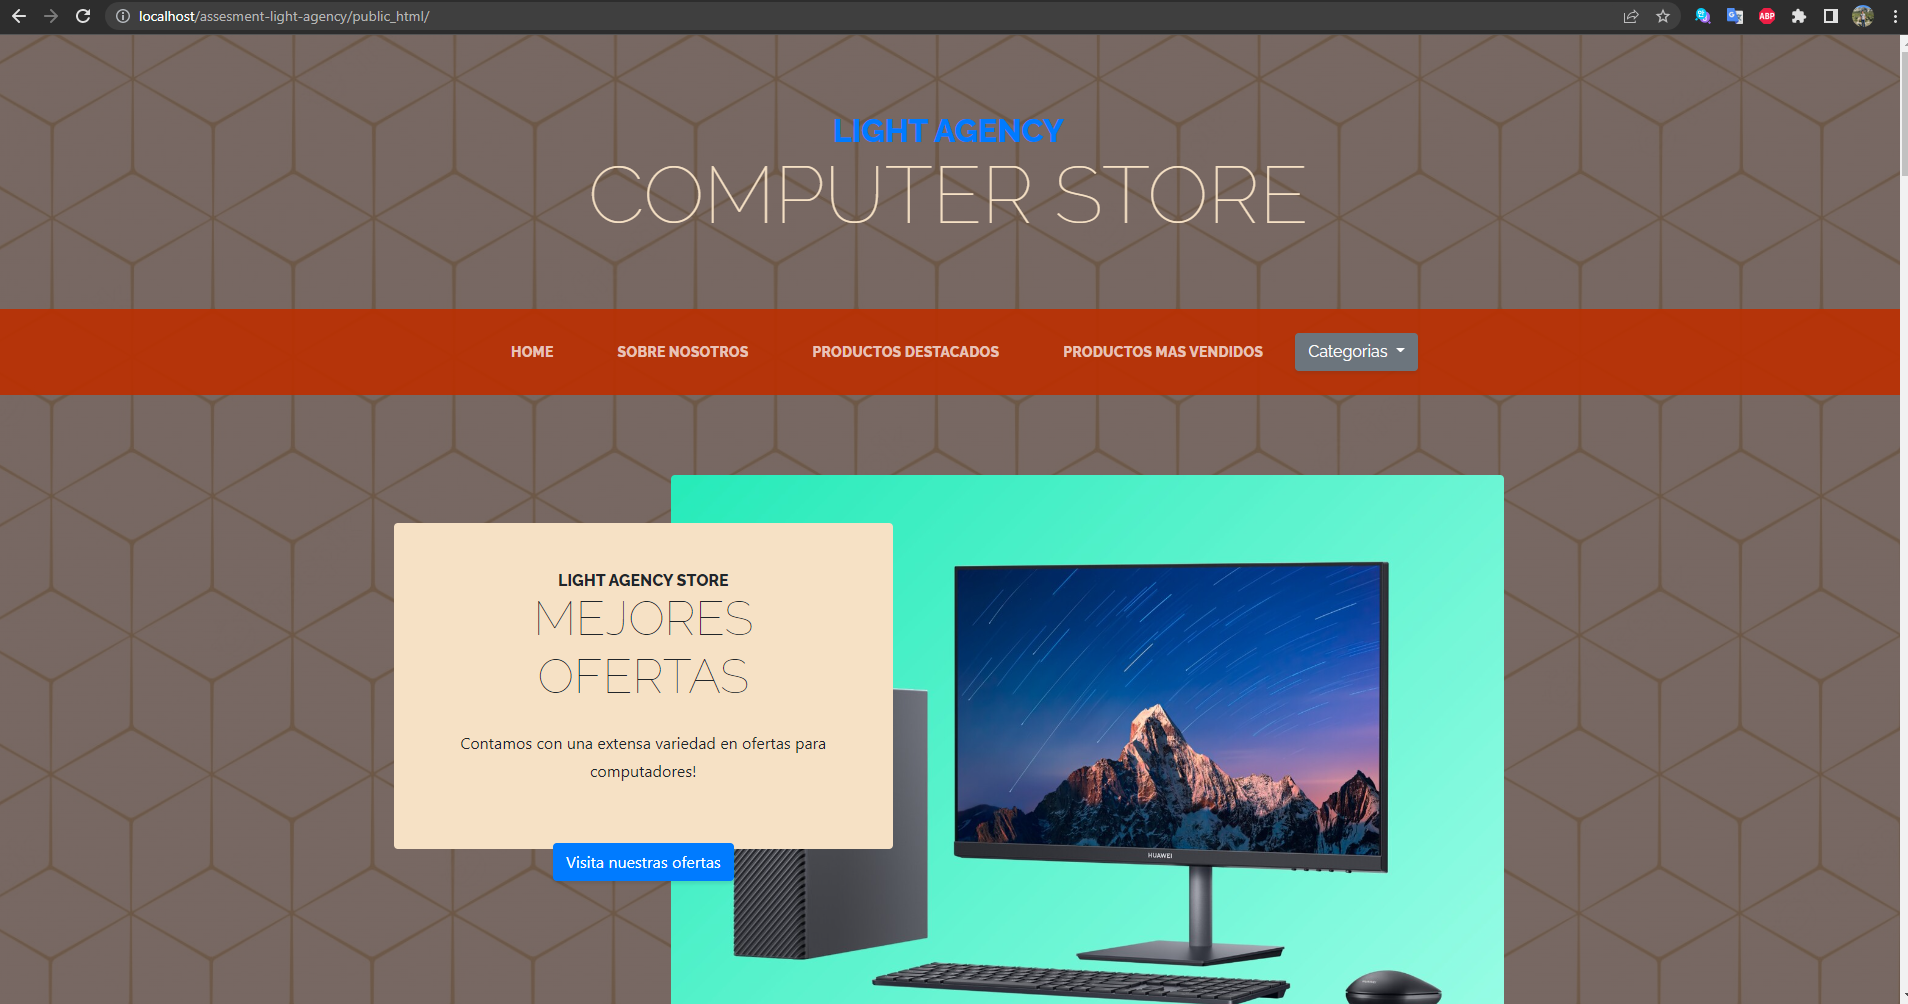 localhost/assesment-light-agency/public_html/
ABP
LIGHT AGENCY
COMPUTER STORE
HOME SOBRE NOSOTROS PRODUCTOS DESTACADOS PRODUCTOS MAS VENDIDOS Categorias
LIGHT AGENCY STORE
MEJORES
OFERTAS
Contamos con una extensa variedad en ofertas para
computadores!
Visita nuestras ofertas
HUAWEI